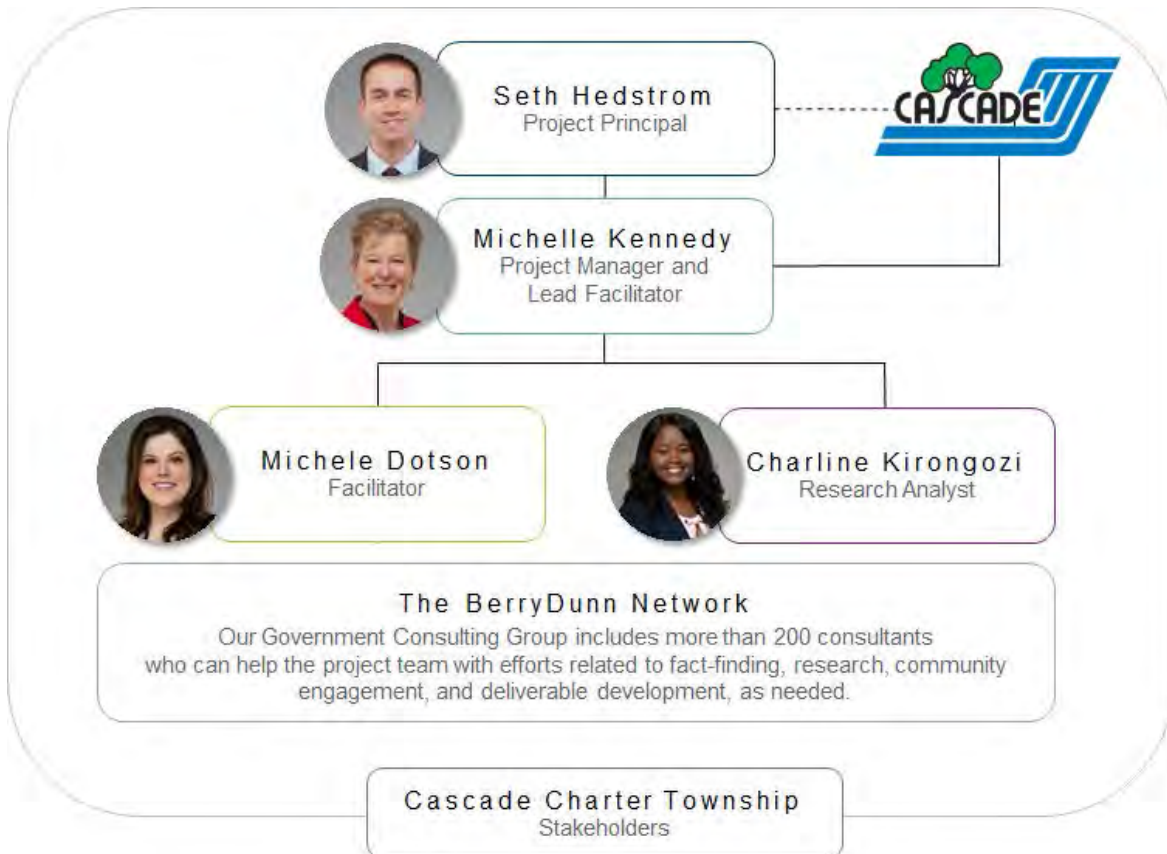 Seth Hedstrom
Project Principal
CASCADE
Michelle Kennedy
Project Manager and
Lead Facilitator
Michele Dotson
Facilitator
Charline Kirongozi
Research Analyst
The BerryDunn Network
Our Government Consulting Group includes more than 200 consultants
who can help the project team with efforts related to fact-finding, research, community
engagement, and deliverable development, as needed.
Cascade Charter Township
Stakeholders